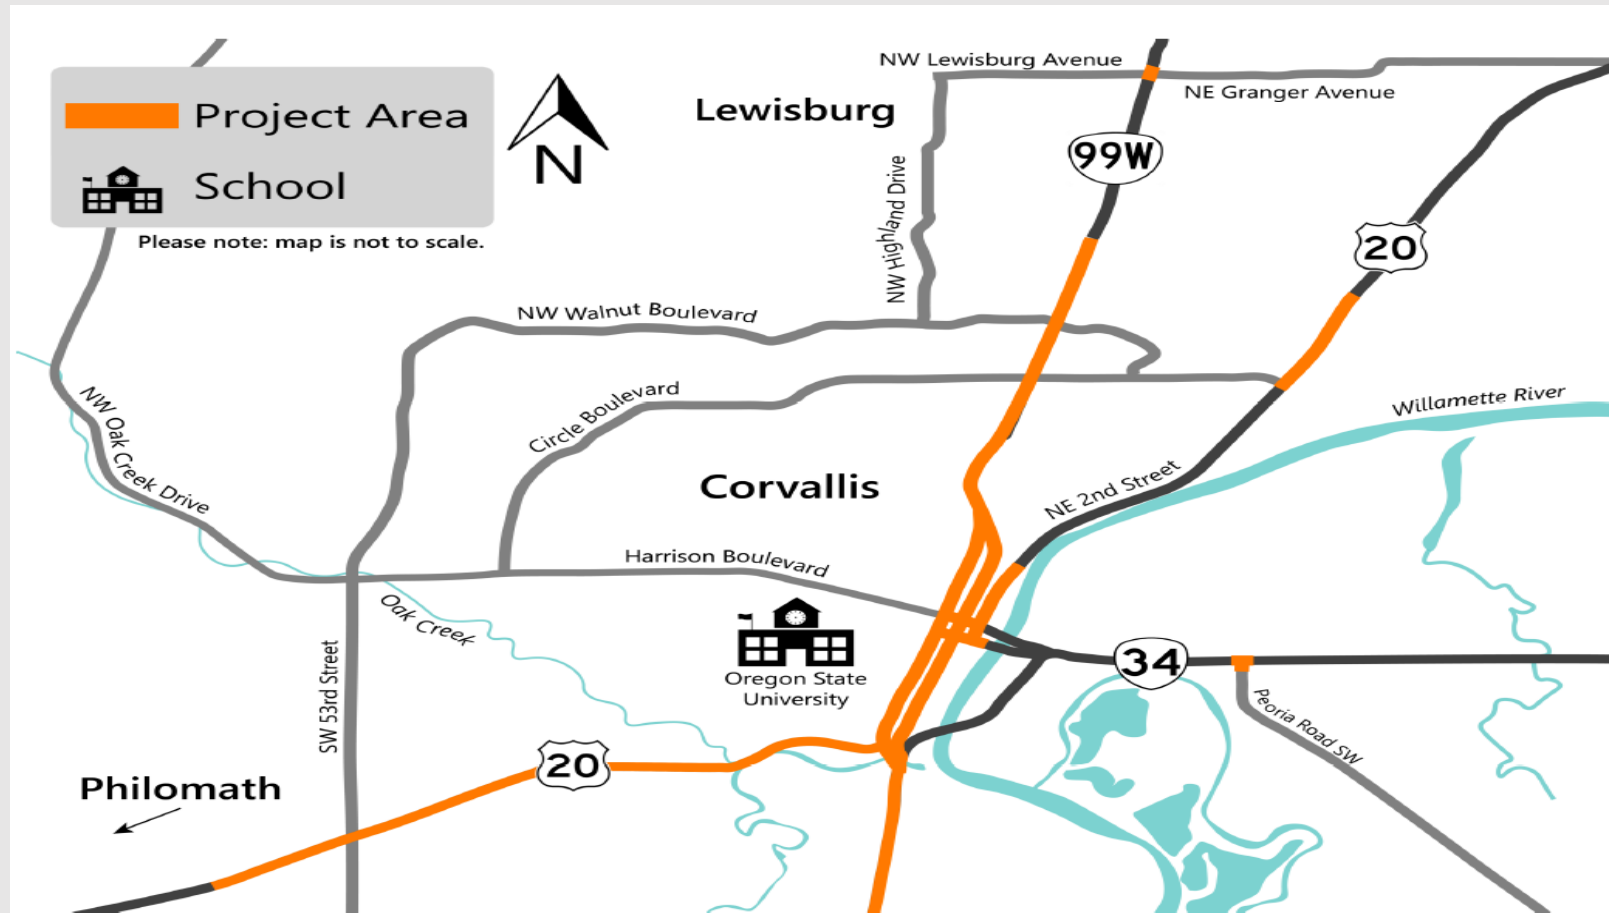 NW Lewisburg Avenue
NE Granger Avenue
Project Area
School
Please note: map is not to scale.
N
Lewisburg
99W
NW Highland Drive
20
NW Walnut Boulevard
Circle Boulevard
Willamette River
NW Oak Creek Drive
Corvallis
NE 2nd Street
Harrison Boulevard
Oak Creek
SW 53rd Street
Oregon State
University
34
Peoria Road SW
20
Philomath